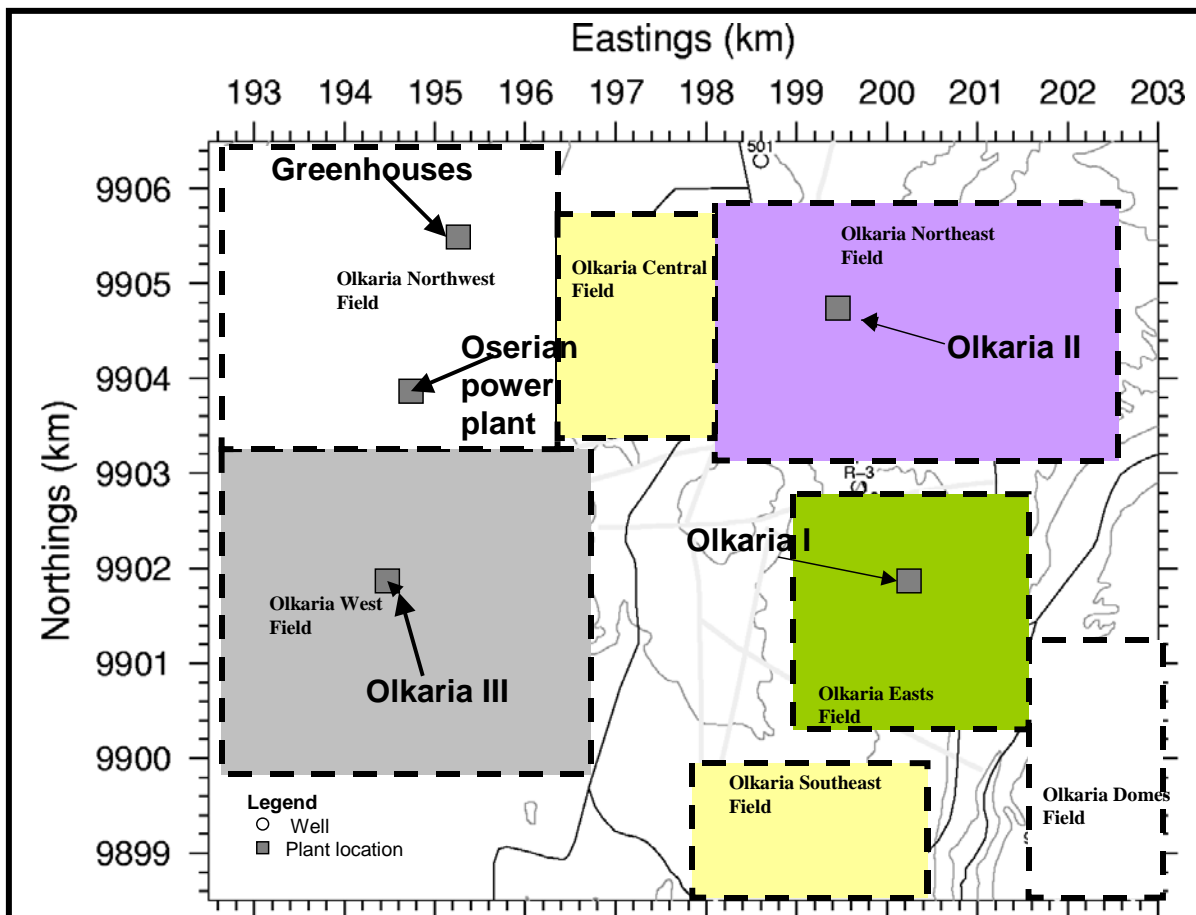 Eastings (km)
193 194 195 196 197 198 199 200 201 202 203
Northings (km)
9906
9905
9904
9903
9902
9901
9900
9899
Greenhouses
501
Olkaria Northwest
Field
Oserian
power
plant
Olkaria Central
Field
Olkaria Northeast
Field
Olkaria II
R-3
Olkaria I
Olkaria West
Field
Olkaria III
Olkaria Easts
Field
Olkaria Southeast
Field
Olkaria Domes
Field
Legend
Well
Plant location